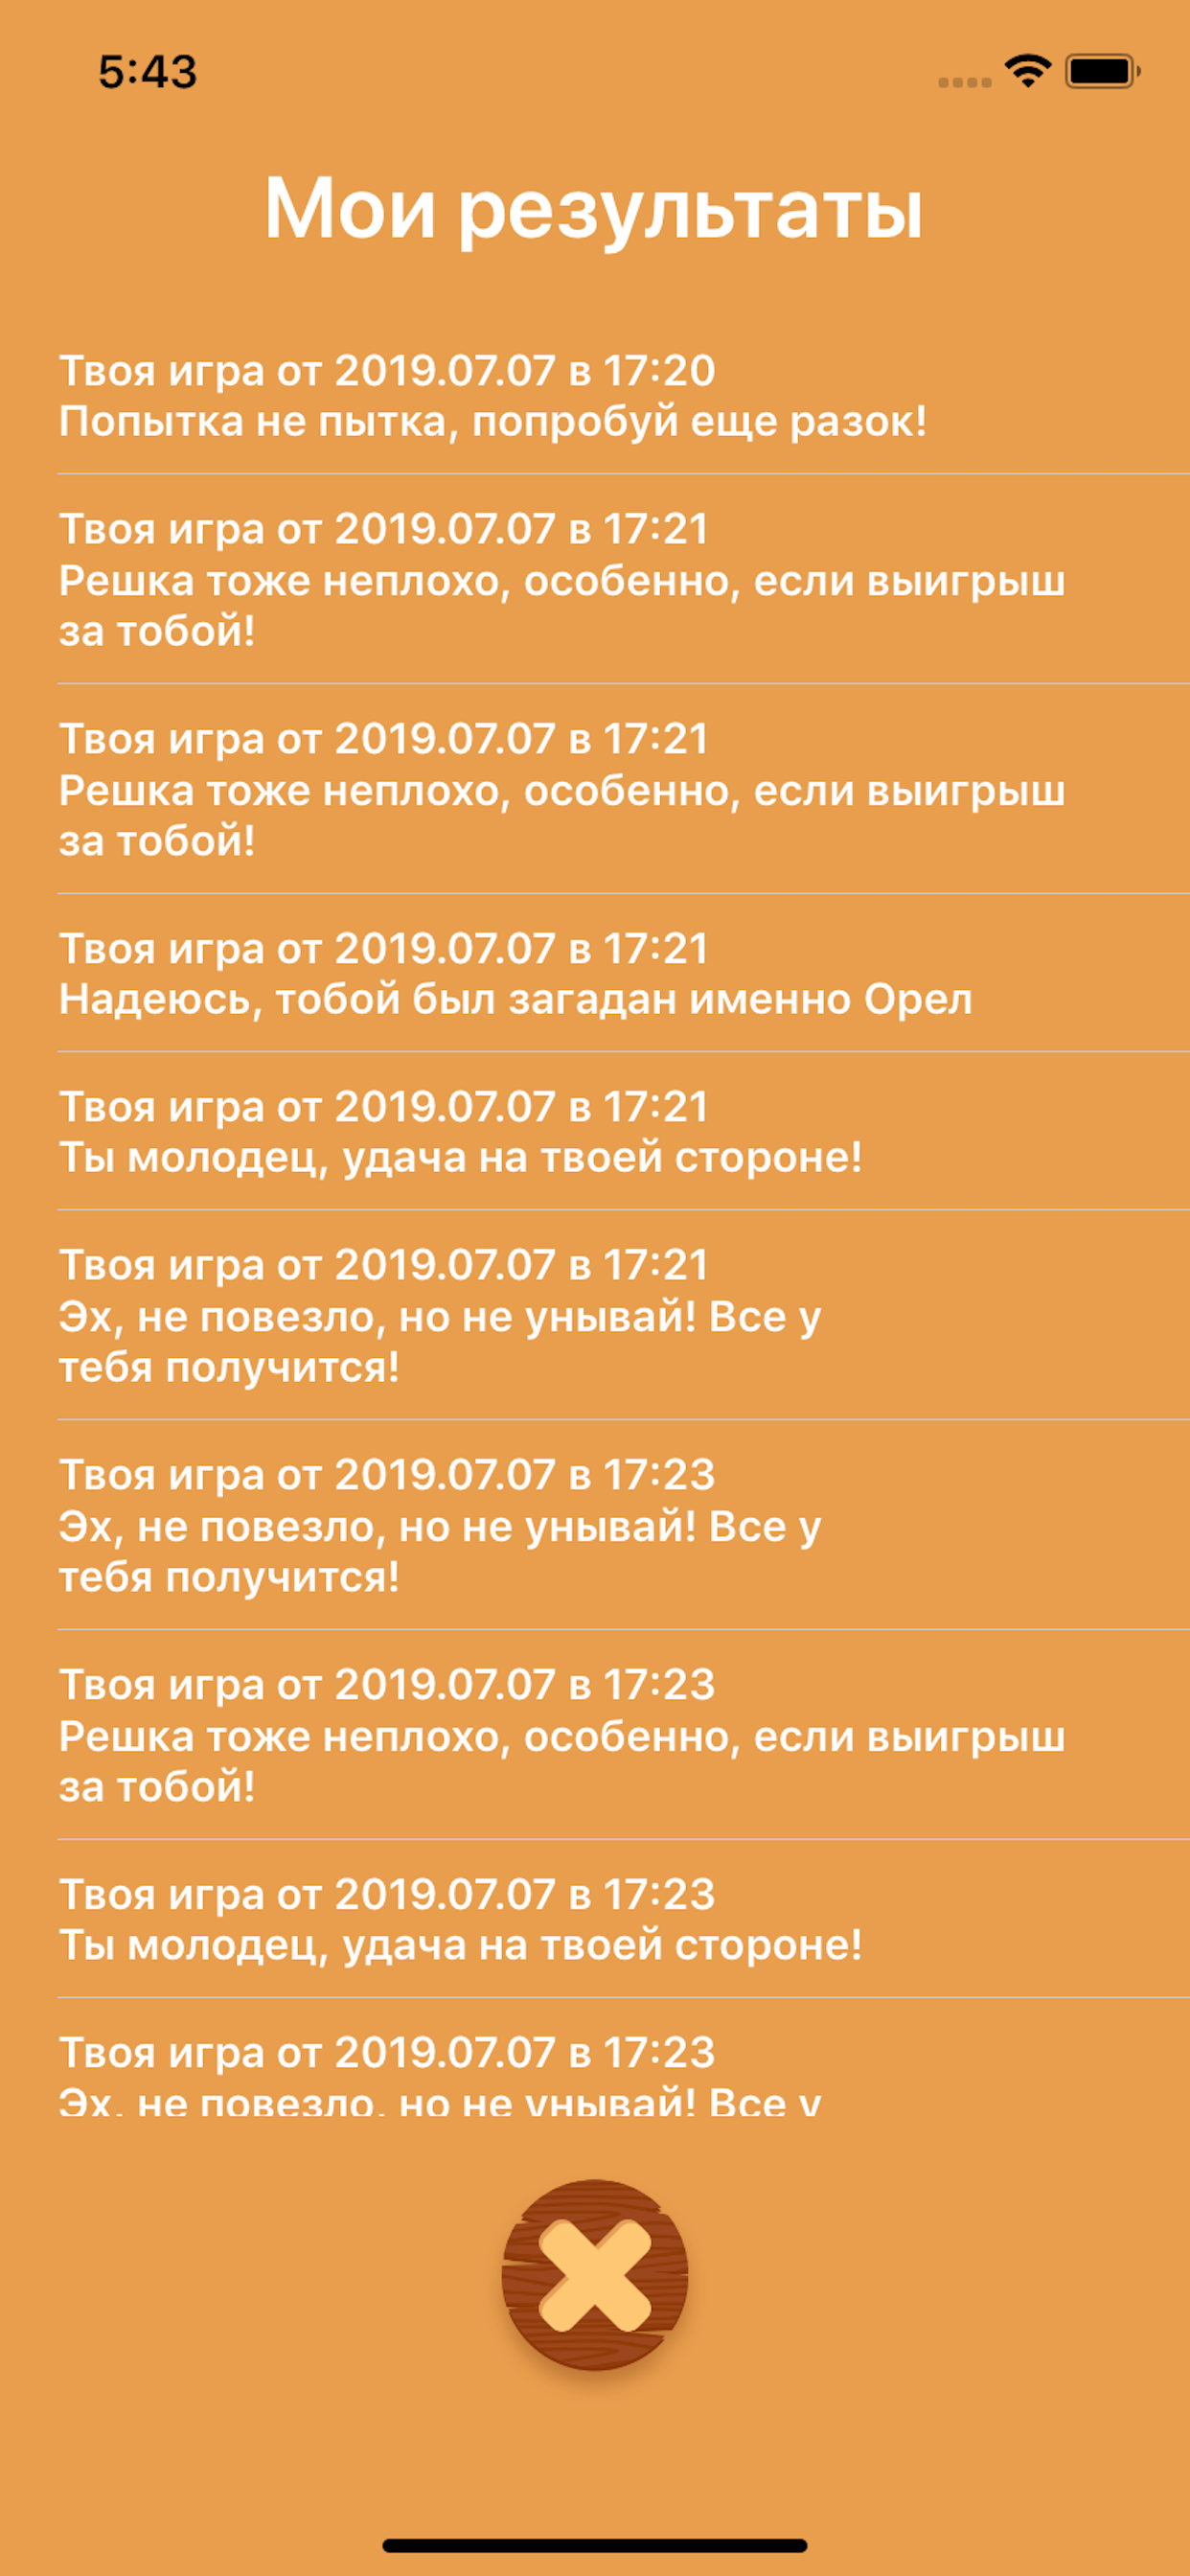 5:43
Мои результаты
Твоя игра от 2019.07.07 в 17:20
Попытка не пытка, попробуй еще разок!
Твоя игра от 2019.07.07 в 17:21
Решка тоже неплохо, особенно, если выигрыш
за тобой!
Твоя игра от 2019.07.07 в 17:21
Решка тоже неплохо, особенно, если выигрыш
за тобой!
Твоя игра от 2019.07.07 в 17:21
Надеюсь, тобой был загадан именно Орел
Твоя игра от 2019.07.07 в 17:21
Ты молодец, удача на твоей стороне!
Твоя игра от 2019.07.07 в 17:21
Эх, не повезло, но не унывай! Все у
тебя получится!
Твоя игра от 2019.07.07 в 17:23
Эх, не повезло, но не унывай! Все у
тебя получится!
Твоя игра от 2019.07.07 в 17:23
Решка тоже неплохо, особенно, если выигрыш
за тобой!
Твоя игра от 2019.07.07 в 17:23
Ты молодец, удача на твоей стороне!
Твоя игра от 2019.07.07 в 17:23
Эх, не повезло, но не унывай! Все у